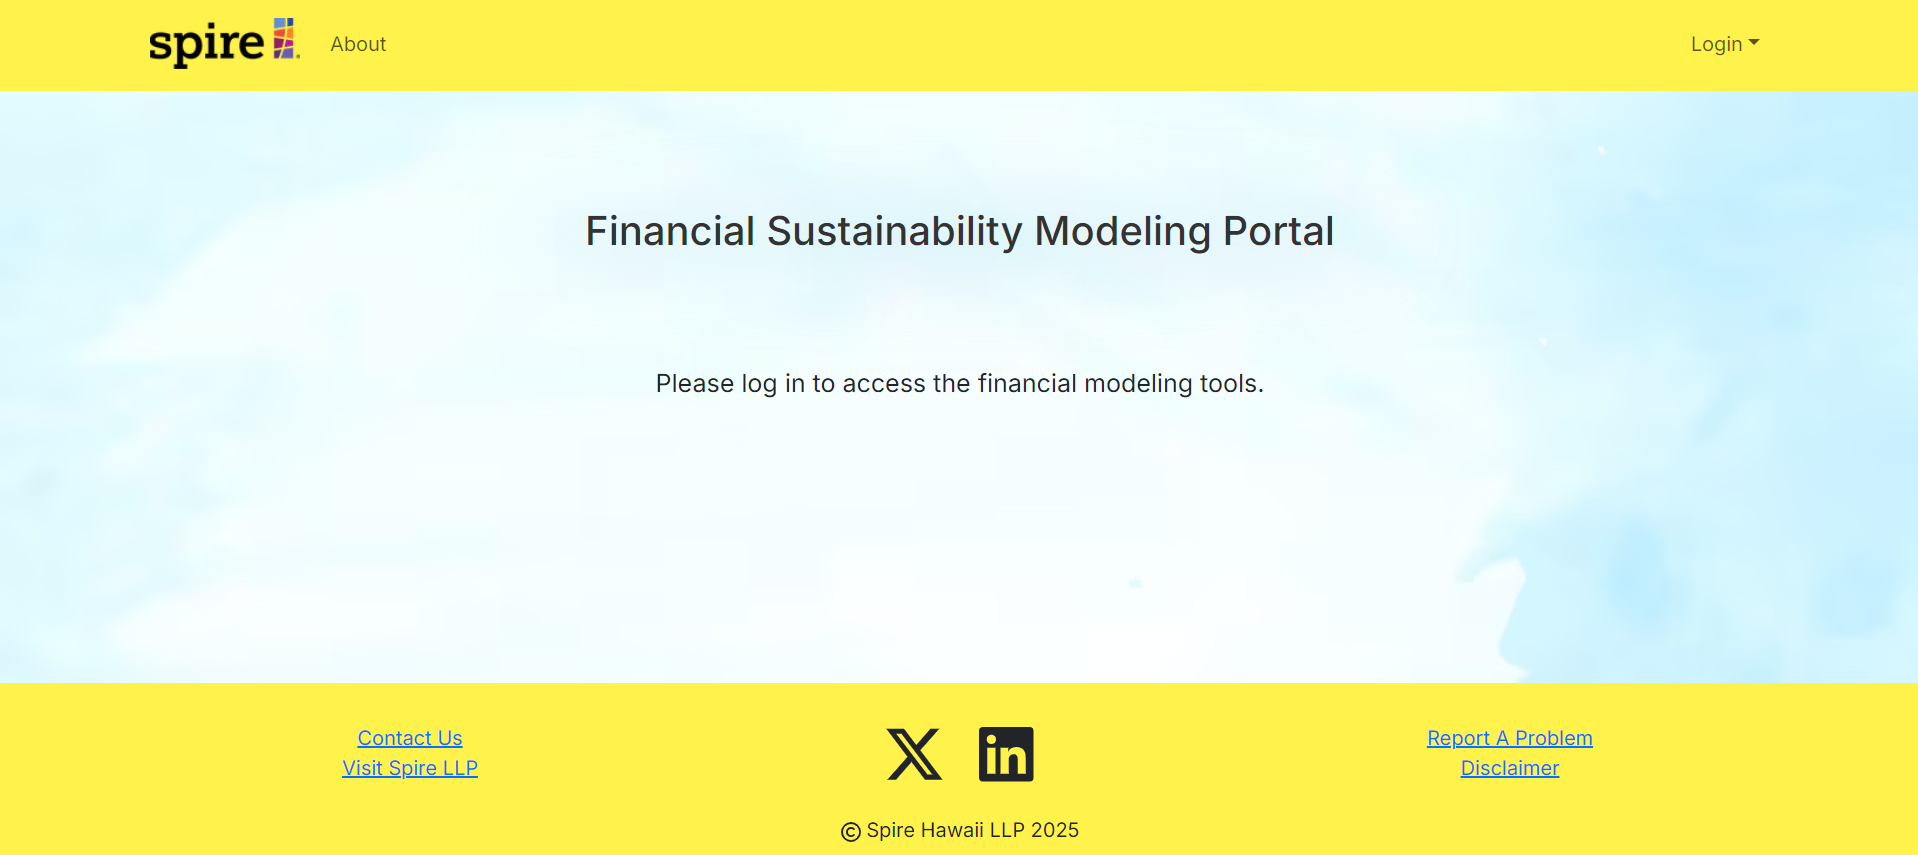 spire
About
Login
Financial Sustainability Modeling Portal
Please log in to access the financial modeling tools.
Contact Us
Visit Spire LLP
in
Report A Problem
Disclaimer
© Spire Hawaii LLP 2025